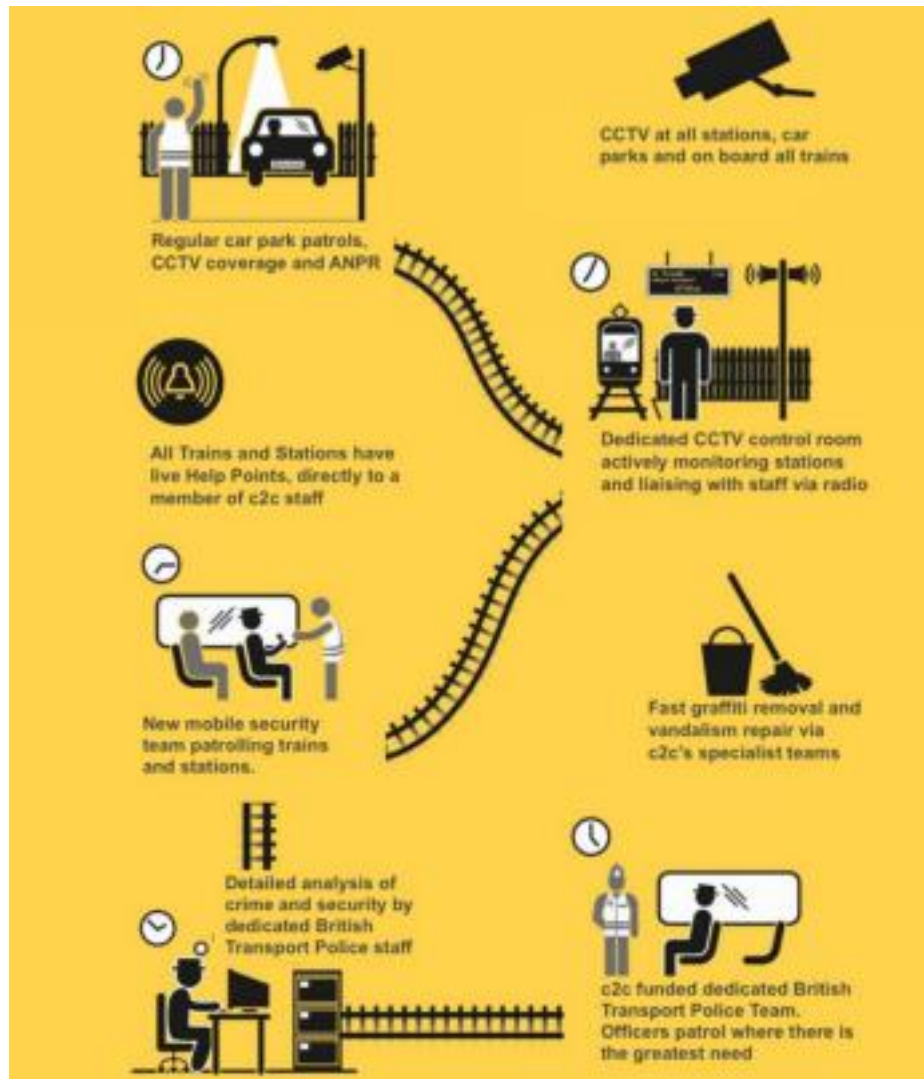 CCTV at all stations, car
parks and on board all trains
Regular car park patrols,
CCTV coverage and ANPR
Dedicated CCTV control room
actively monitoring stations
and liaising with staff via radio
All Trains and Stations have
live Help Points, directly to a
member of c2c staff
New mobile security
team patrolling trains
and stations.
Fast graffiti removal and
vandalism repair via
c2c's specialist teams
Detailed analysis of
crime and security by
dedicated British
Transport Police staff
c2c funded dedicated British
Transport Police Team.
Officers patrol where there is
the greatest need